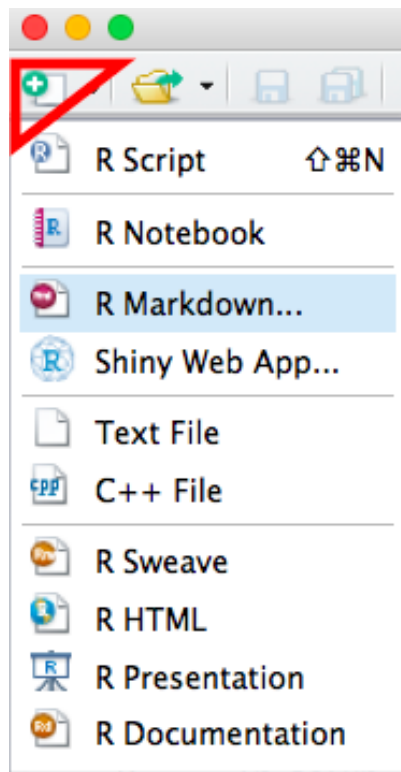 R Script ⇧⌘N
R Notebook
R Markdown...
Shiny Web App...
Text File
C++ File
R Sweave
R HTML
R Presentation
R Documentation